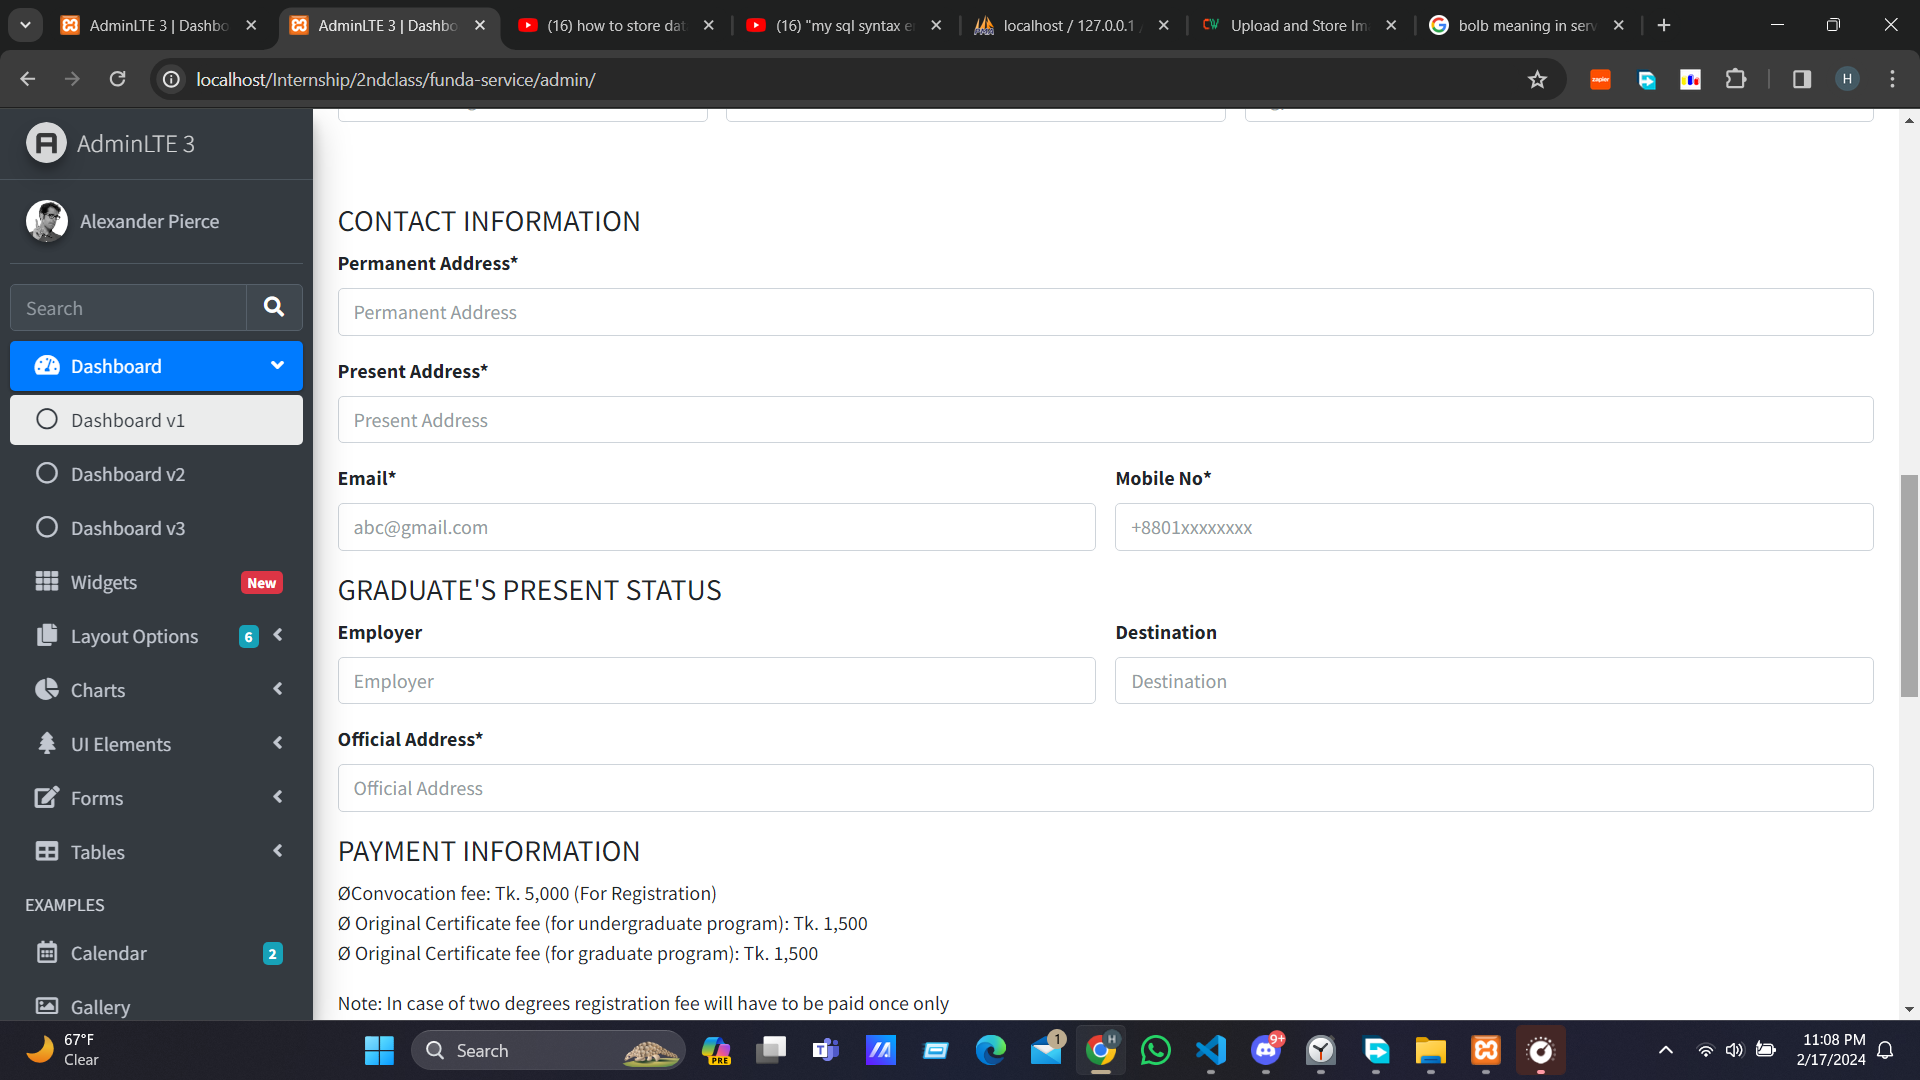 AdminLTE 3 | Dashbo
AdminLTE 3 | Dashbo
(16) how to store dat
(16) "my sql syntax e
localhost / 127.0.0.1 /
Upload and Store Im
bolb meaning in serv
localhost/Internship/2ndclass/funda-service/admin/
zapier
H
AdminLTE 3
Alexander Pierce
Search
Dashboard
Dashboard v1
Dashboard v2
Dashboard v3
Widgets New
Layout Options 6
Charts
UI Elements
Forms
Tables
EXAMPLES
Calendar 2
Gallery
CONTACT INFORMATION
Permanent Address*
Permanent Address
Present Address*
Present Address
Email* Mobile No*
abc@gmail.com +8801xxxxxxxx
GRADUATE'S PRESENT STATUS
Employer Destination
Employer Destination
Official Address*
Official Address
PAYMENT INFORMATION
ØConvocation fee: Tk. 5,000 (For Registration)
Ø Original Certificate fee (for undergraduate program): Tk. 1,500
Ø Original Certificate fee (for graduate program): Tk. 1,500
Note: In case of two degrees registration fee will have to be paid once only
67°F
Clear
Search
PRE
1
H
9+
11:08 PM
2/17/2024